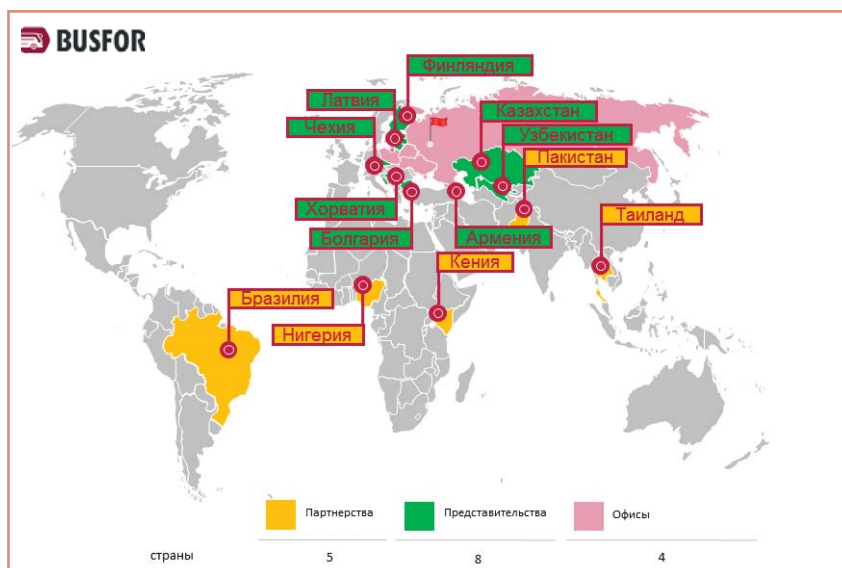 BUSFOR
Финляндия
Латвия
Казахстан
Чехия
Узбекистан
Пакистан
Хорватия
Таиланд
Болгария
Армения
Кения
Бразилия
Нигерия
Партнерства Представительства Офисы
страны 5 8 4